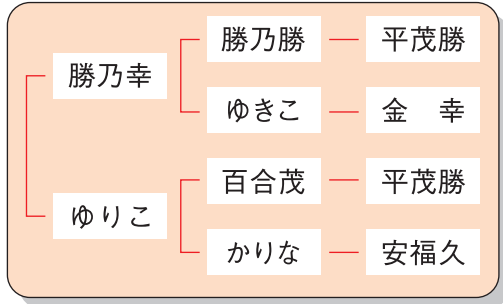 勝乃勝 平茂勝
勝乃幸
ゆきこ 金　幸
百合茂 平茂勝
ゆりこ
かりな 安福久